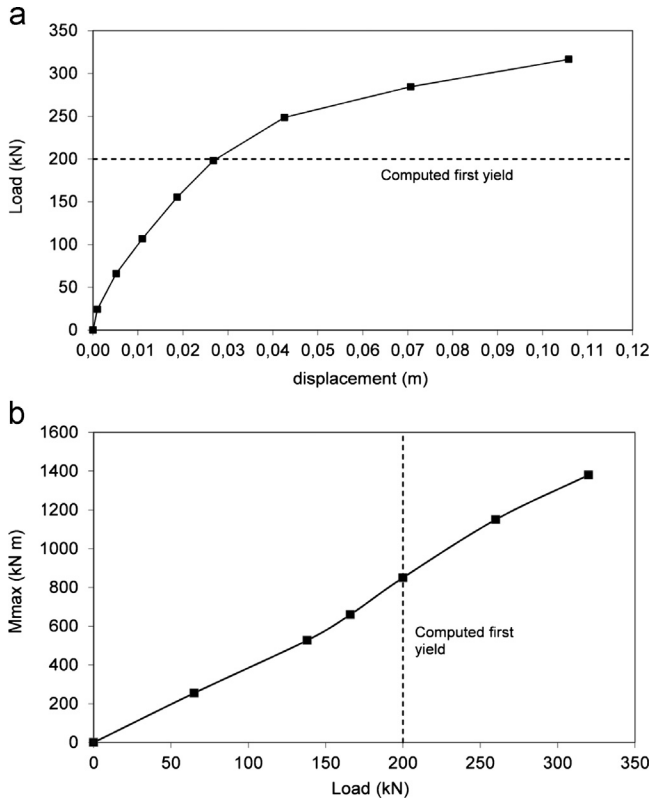 a
350
300
250
200
150
100
50
0
Load (kN)
Computed first yield
0,00 0,01 0,02 0,03 0,04 0,05 0,06 0,07 0,08 0,09 0,10 0,11 0,12
displacement (m)
b
1600
1400
1200
1000
800
600
400
200
0
Mmax (kN m)
Computed first
yield
0 50 100 150 200 250 300 350
Load (kN)